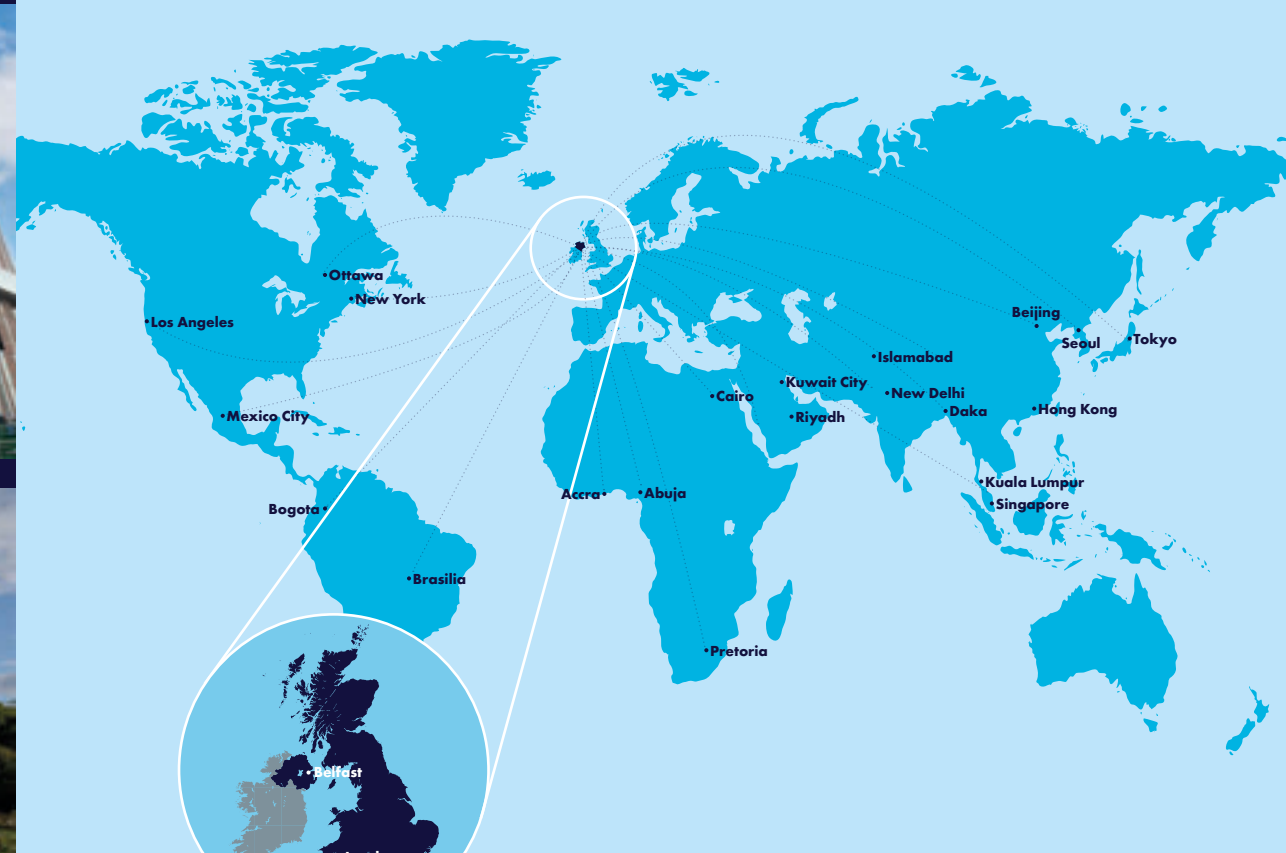 Ottawa
New York
Los Angeles
Mexico City
Bogota
Brasilia
Accra
Abuja
Pretoria
Cairo
Kuwait City
Riyadh
Islamabad
New Delhi
Daka
Beijing
Seoul
Tokyo
Hong Kong
Kuala Lumpur
Singapore
Belfast